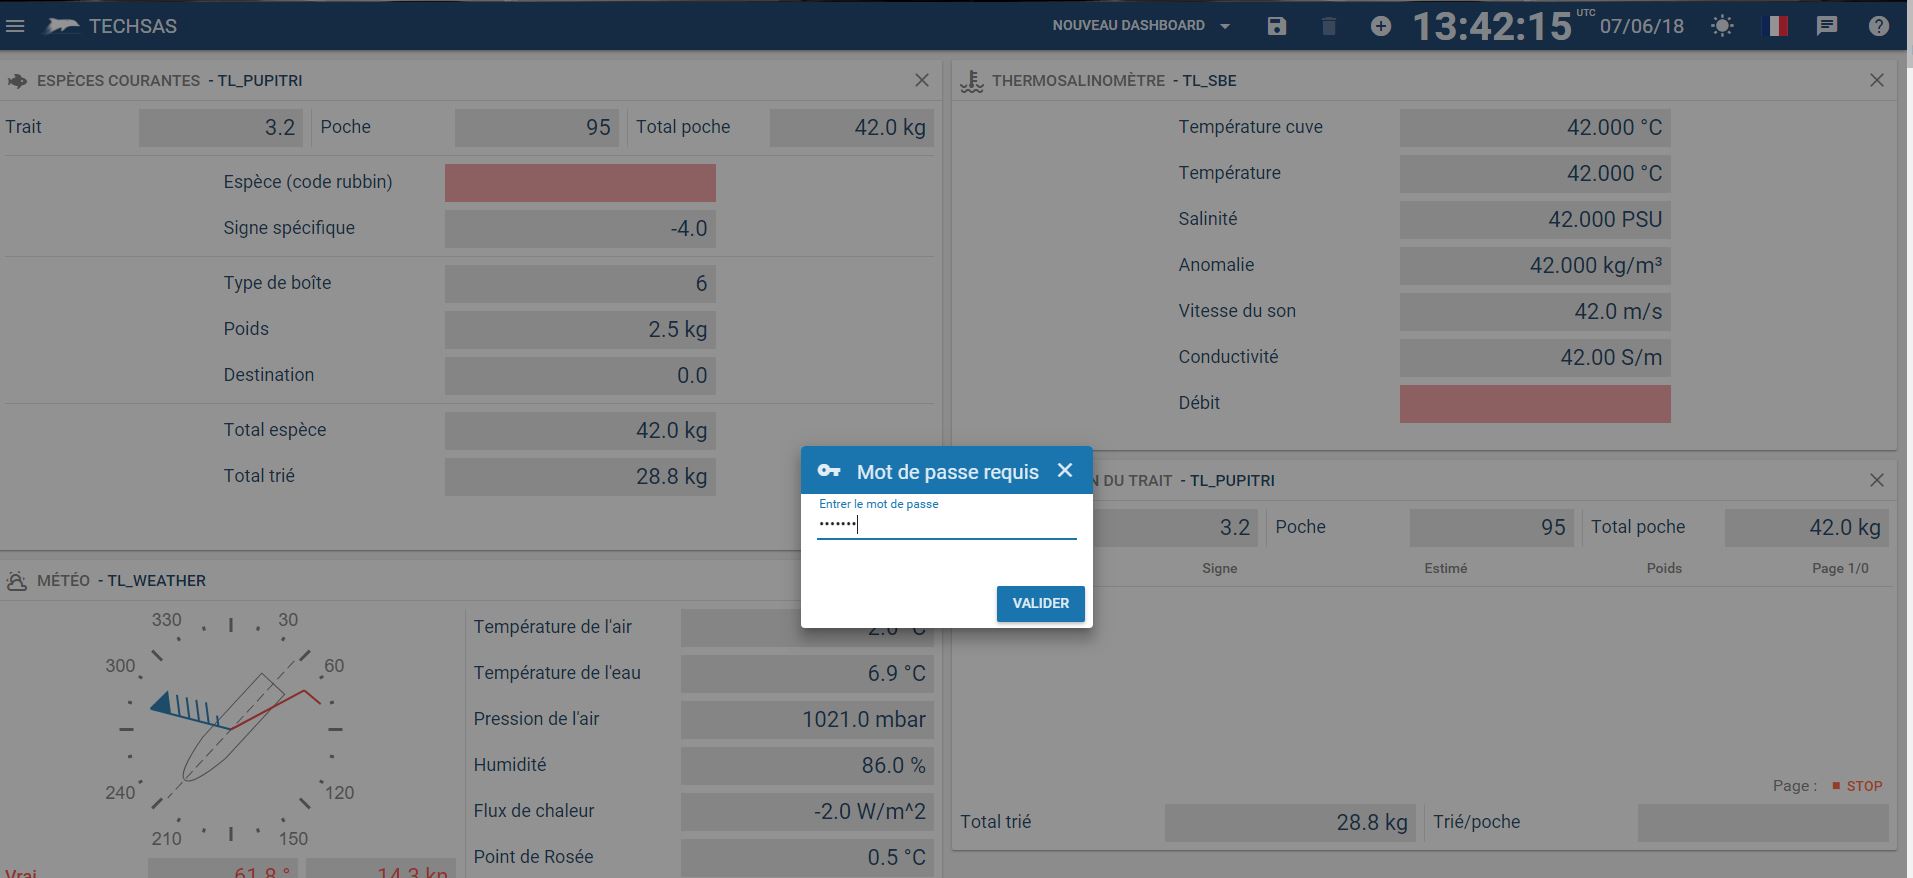 TECHSAS
NOUVEAU DASHBOARD
13:42:15 UTC 07/06/18
ESPÈCES COURANTES - TL_PUPITRI
Trait 3.2 Poche 95 Total poche 42.0 kg
Espèce (code rubbin)
Signe spécifique -4.0
Type de boîte 6
Poids 2.5 kg
Destination 0.0
Total espèce 42.0 kg
Total trié 28.8 kg
THERMOSALINOMÈTRE - TL_SBE
Température cuve 42.000 °C
Température 42.000 °C
Salinité 42.000 PSU
Anomalie 42.000 kg/m³
Vitesse du son 42.0 m/s
Conductivité 42.00 S/m
Débit
Mot de passe requis
Entrer le mot de passe
•••••••
VALIDER
MÉTÉO - TL_WEATHER
330 30
300 60
240 120
210 150
Vrai 61.8 ° 14.3 kn
Température de l'air 2.0 °C
Température de l'eau 6.9 °C
Pression de l'air 1021.0 mbar
Humidité 86.0 %
Flux de chaleur -2.0 W/m^2
Point de Rosée 0.5 °C
DU TRAIT - TL_PUPITRI
3.2 Poche 95 Total poche 42.0 kg
Signe Estimé Poids Page 1/0
Page : STOP
Total trié 28.8 kg Trié/poche